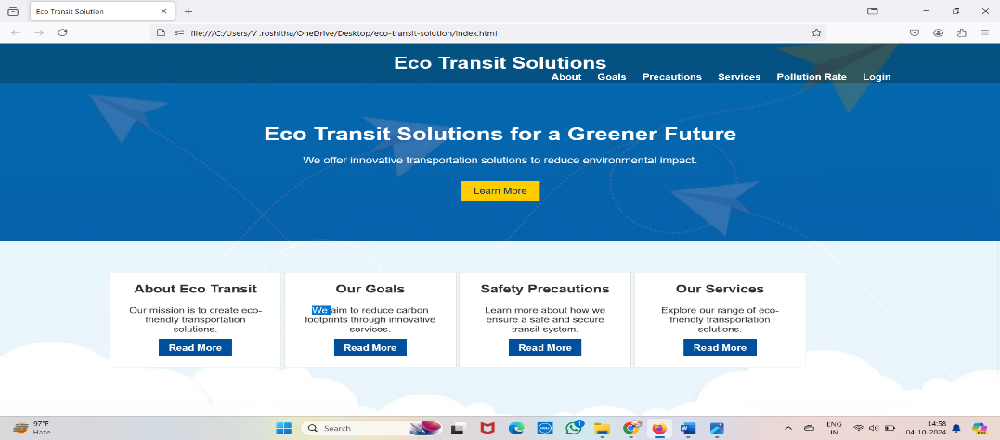 Eco Transit Solution
file:///C:/Users/V .roshitha/OneDrive/Desktop/eco-transit-solution/index.html
Eco Transit Solutions
About Goals Precautions Services Pollution Rate Login
Eco Transit Solutions for a Greener Future
We offer innovative transportation solutions to reduce environmental impact.
Learn More
About Eco Transit
Our mission is to create eco-
friendly transportation
solutions.
Read More
Our Goals
We aim to reduce carbon
footprints through innovative
services.
Read More
Safety Precautions
Learn more about how we
ensure a safe and secure
transit system.
Read More
Our Services
Explore our range of eco-
friendly transportation
solutions.
Read More
97°F
Haze
Search
1
ENG
IN
14:58
04-10-2024